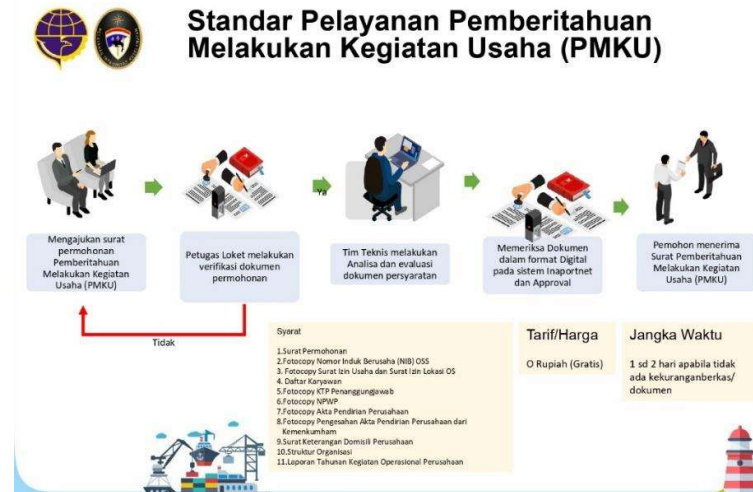 Standar Pelayanan Pemberitahuan
Melakukan Kegiatan Usaha (PMKU)
Mengajukan surat
permohonan
Pemberitahuan
Melakukan Kegiatan
Usaha (PMKU)
Petugas Loket melakukan
verifikasi dokumen
permohonan
Ya
Tim Teknis melakukan
Analisa dan evaluasi
dokumen persyaratan
Memeriksa Dokumen
dalam format Digital
pada sistem Inaportnet
dan Approval
Pemohon menerima
Surat Pemberitahuan
Melakukan Kegiatan
Usaha (PMKU)
Tidak
Syarat
1.Surat Permohonan
2.Fotocopy Nomor Induk Berusaha (NIB) OSS
3. Fotocopy Surat Izin Usaha dan Surat Izin Lokasi OS
4. Daftar Karyawan
5.Fotocopy KTP Penanggungjawab
6.Fotocopy NPWP
7.Fotocopy Akta Pendirian Perusahaan
8.Fotocopy Pengesahan Akta Pendirian Perusahaan dari
Kemenkumham
9.Surat Keterangan Domisili Perusahaan
10.Struktur Organisasi
11.Laporan Tahunan Kegiatan Operasional Perusahaan
Tarif/Harga
O Rupiah (Gratis)
Jangka Waktu
1 sd 2 hari apabila tidak
ada kekuranganberkas/
dokumen